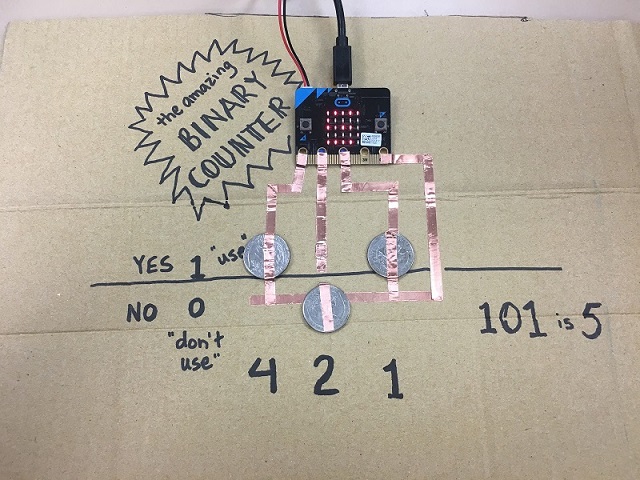 the amazing
BINARY
COUNTER
YES 1 "use"
NO 0
"don't
use"
4 2 1
101 is 5